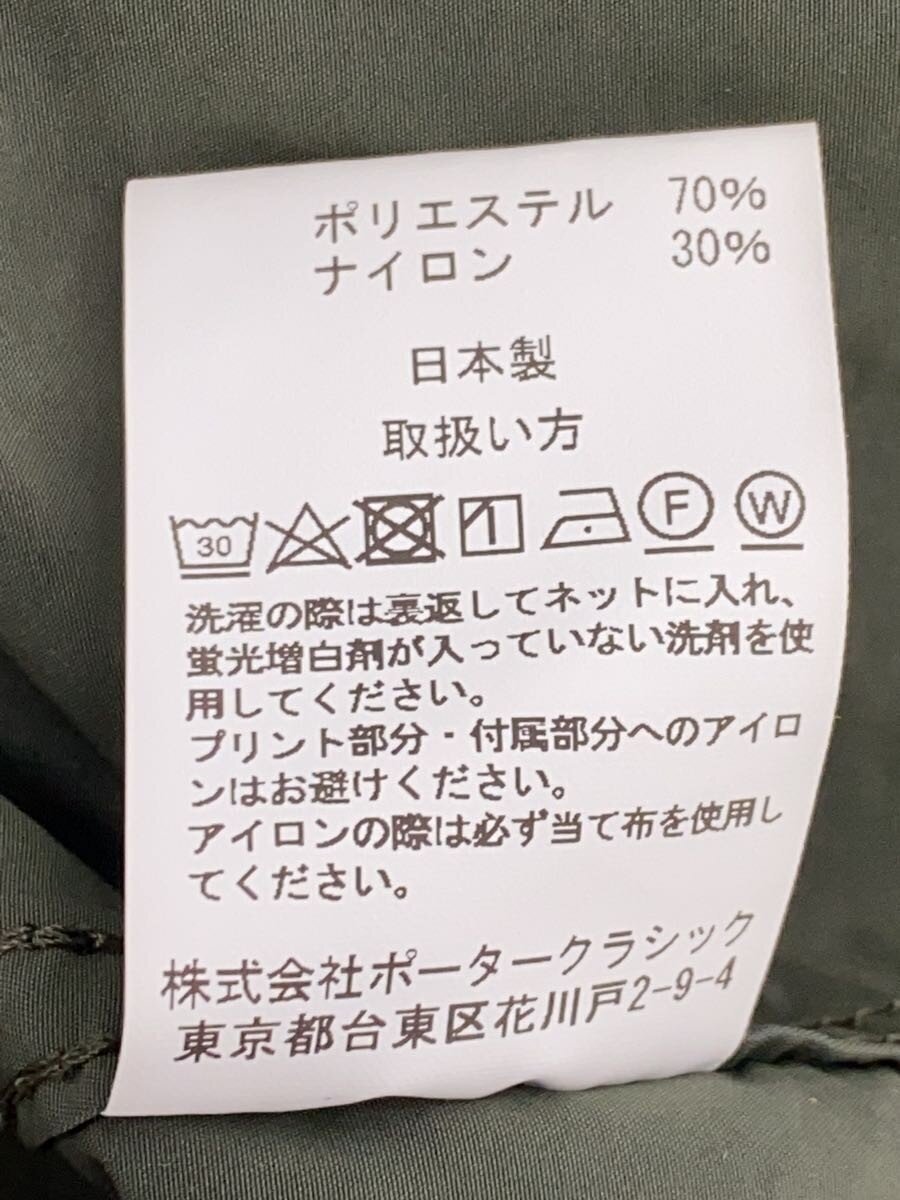 ポリエステル 70%
ナイロン 30%
日本製
取扱い方
30 F W
洗濯の際は裏返してネットに入れ、
蛍光増白剤が入っていない洗剤を使
用してください。
プリント部分・付属部分へのアイロ
ンはお避けください。
アイロンの際は必ず当て布を使用し
てください。
株式会社ポータークラシック
東京都台東区花川戸2-9-4